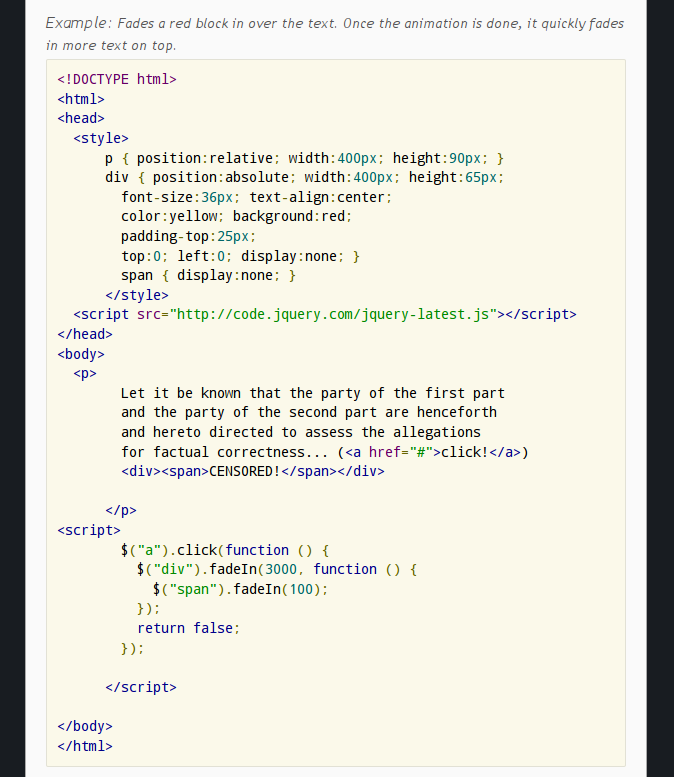 Example: Fades a red block in over the text. Once the animation is done, it quickly fades
in more text on top.
<!DOCTYPE html>
<html>
<head>
  <style>
      p { position:relative; width:400px; height:90px; }
      div { position:absolute; width:400px; height:65px;
        font-size:36px; text-align:center;
        color:yellow; background:red;
        padding-top:25px;
        top:0; left:0; display:none; }
        span { display:none; }
      </style>
  <script src="http://code.jquery.com/jquery-latest.js"></script>
</head>
<body>
  <p>
        Let it be known that the party of the first part
        and the party of the second part are henceforth
        and hereto directed to assess the allegations
        for factual correctness... (<a href="#">click!</a>)
        <div><span>CENSORED!</span></div>

      </p>
<script>
        $("a").click(function () {
          $("div").fadeIn(3000, function () {
            $("span").fadeIn(100);
          });
          return false;
        });

      </script>

</body>
</html>